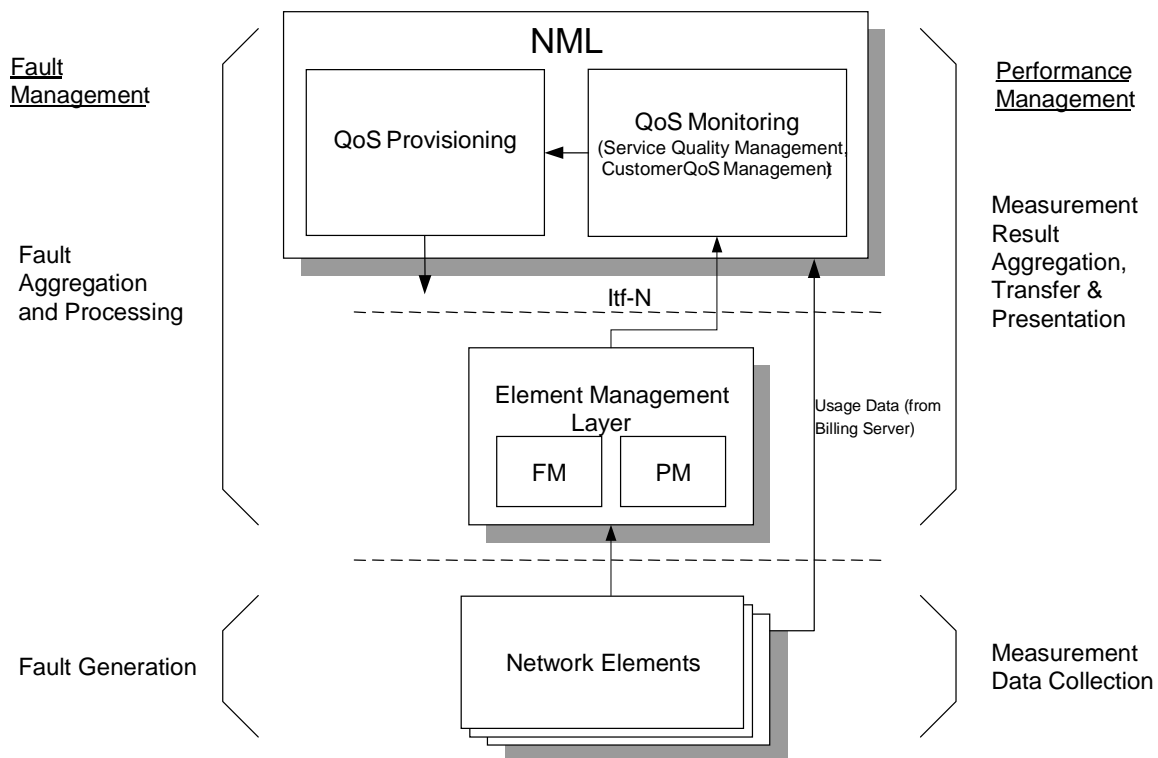 NML
Fault
Management
Performance
Management
QoS Provisioning
QoS Monitoring
(Service Quality Management,
CustomerQoS Management)
Fault
Aggregation
and Processing
Measurement
Result
Aggregation,
Transfer &
Presentation
Itf-N
Element Management
Layer
FM
PM
Usage Data (from
Billing Server)
Fault Generation
Network Elements
Measurement
Data Collection